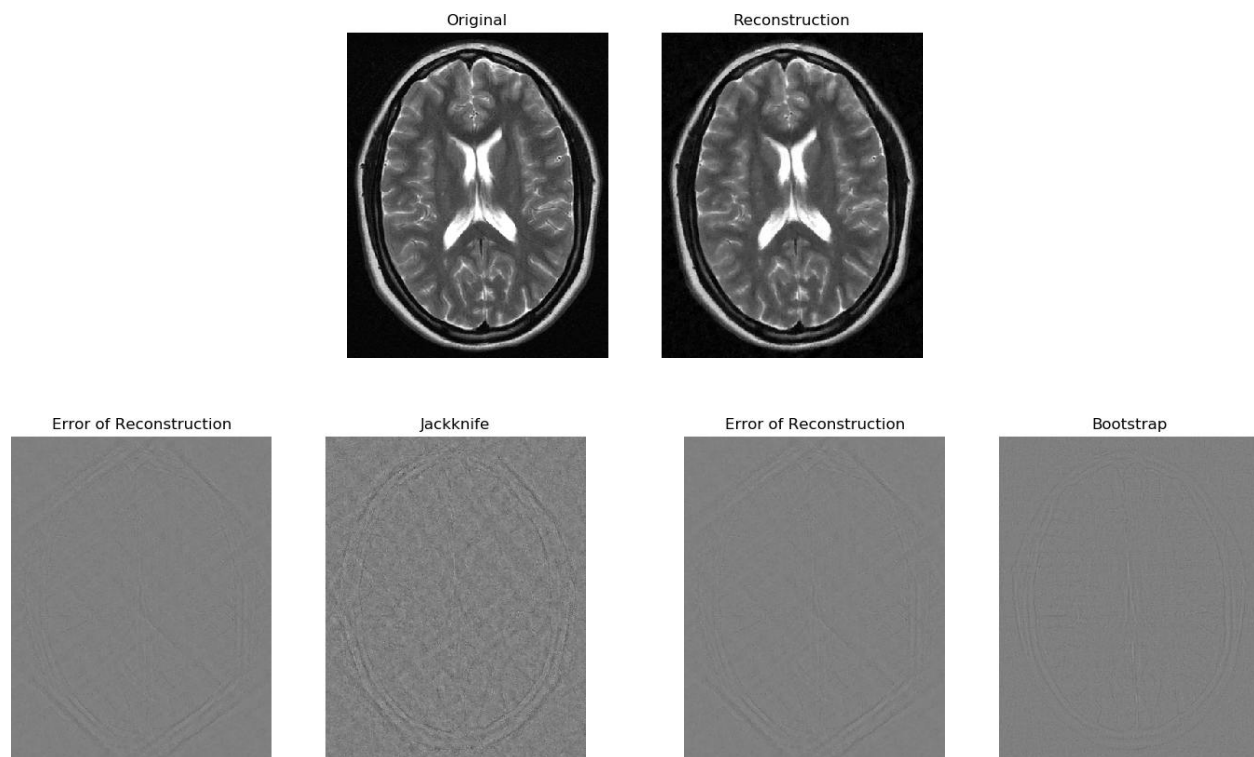 Original
Reconstruction
Error of Reconstruction
Jackknife
Error of Reconstruction
Bootstrap